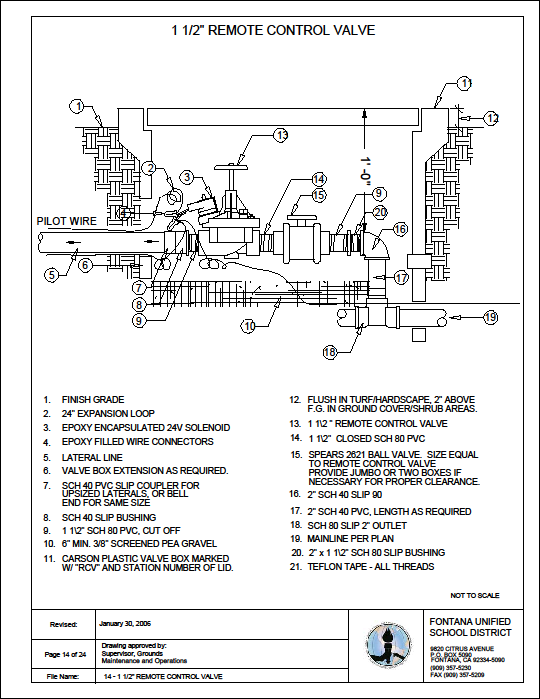 1 1/2" REMOTE CONTROL VALVE
1
11
12
13
2
3
14
15
9
20
1'-0"
16
PILOT WIRE
5
6
7
8
9
10
17
18
19
1. FINISH GRADE
2. 24" EXPANSION LOOP
3. EPOXY ENCAPSULATED 24V SOLENOID
4. EPOXY FILLED WIRE CONNECTORS
5. LATERAL LINE
6. VALVE BOX EXTENSION AS REQUIRED.
7. SCH 40 PVC SLIP COUPLER FOR
UPSIZED LATERALS, OR BELL
END FOR SAME SIZE
8. SCH 40 SLIP BUSHING
9. 1 1\2" SCH 80 PVC, CUT OFF
10. 6" MIN. 3/8" SCREENED PEA GRAVEL
11. CARSON PLASTIC VALVE BOX MARKED
W/ "RCV" AND STATION NUMBER OF LID.
12. FLUSH IN TURF/HARDSCAPE, 2" ABOVE
F.G. IN GROUND COVER/SHRUB AREAS.
13. 1 1\2 " REMOTE CONTROL VALVE
14. 1 1\2" CLOSED SCH 80 PVC
15. SPEARS 2621 BALL VALVE. SIZE EQUAL
TO REMOTE CONTROL VALVE
PROVIDE JUMBO OR TWO BOXES IF
NECESSARY FOR PROPER CLEARANCE.
16. 2" SCH 40 SLIP 90
17. 2" SCH 40 PVC, LENGTH AS REQUIRED
18. SCH 80 SLIP 2" OUTLET
19. MAINLINE PER PLAN
20. 2" x 1 1\2" SCH 80 SLIP BUSHING
21. TEFLON TAPE - ALL THREADS
NOT TO SCALE
Revised: January 30, 2006
Page 14 of 24
Drawing approved by:
Supervisor, Grounds
Maintenance and Operations
File Name: 14 - 1 1/2" REMOTE CONTROL VALVE
FONTANA UNIFIED
SCHOOL DISTRICT
9820 CITRUS AVENUE
P.O. BOX 5090
FONTANA, CA 92334-5090
(909) 357-5230
FAX (909) 357-5209